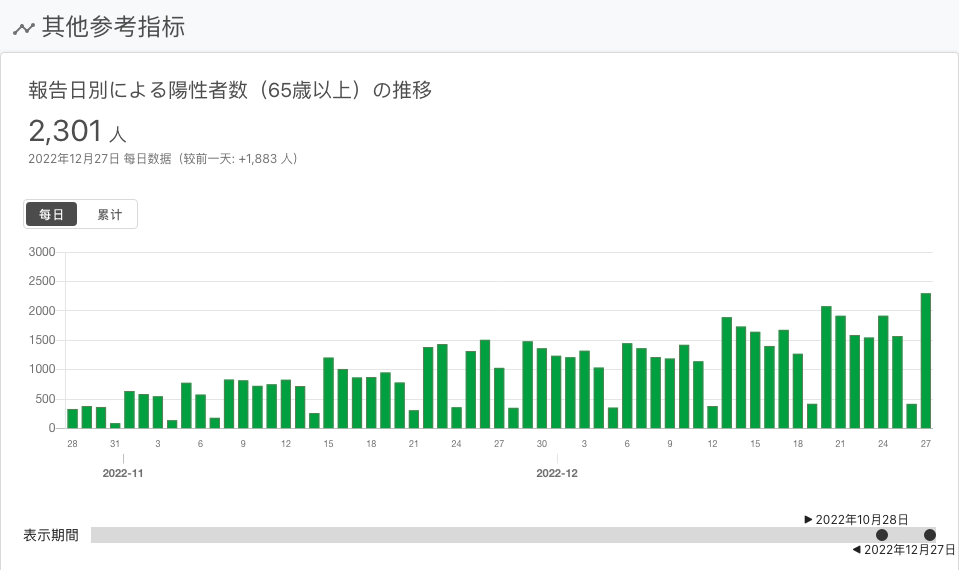 其他参考指标
報告日別による陽性者数（65歳以上）の推移
2,301 人
2022年12月27日 每日数据（较前一天: +1,883 人）
每日 累计
3000
2500
2000
1500
1000
500
0
28 31 3 6 9 12 15 18 21 24 27 30 3 6 9 12 15 18 21 24 27
2022-11 2022-12
▶ 2022年10月28日
表示期間
◀ 2022年12月27日